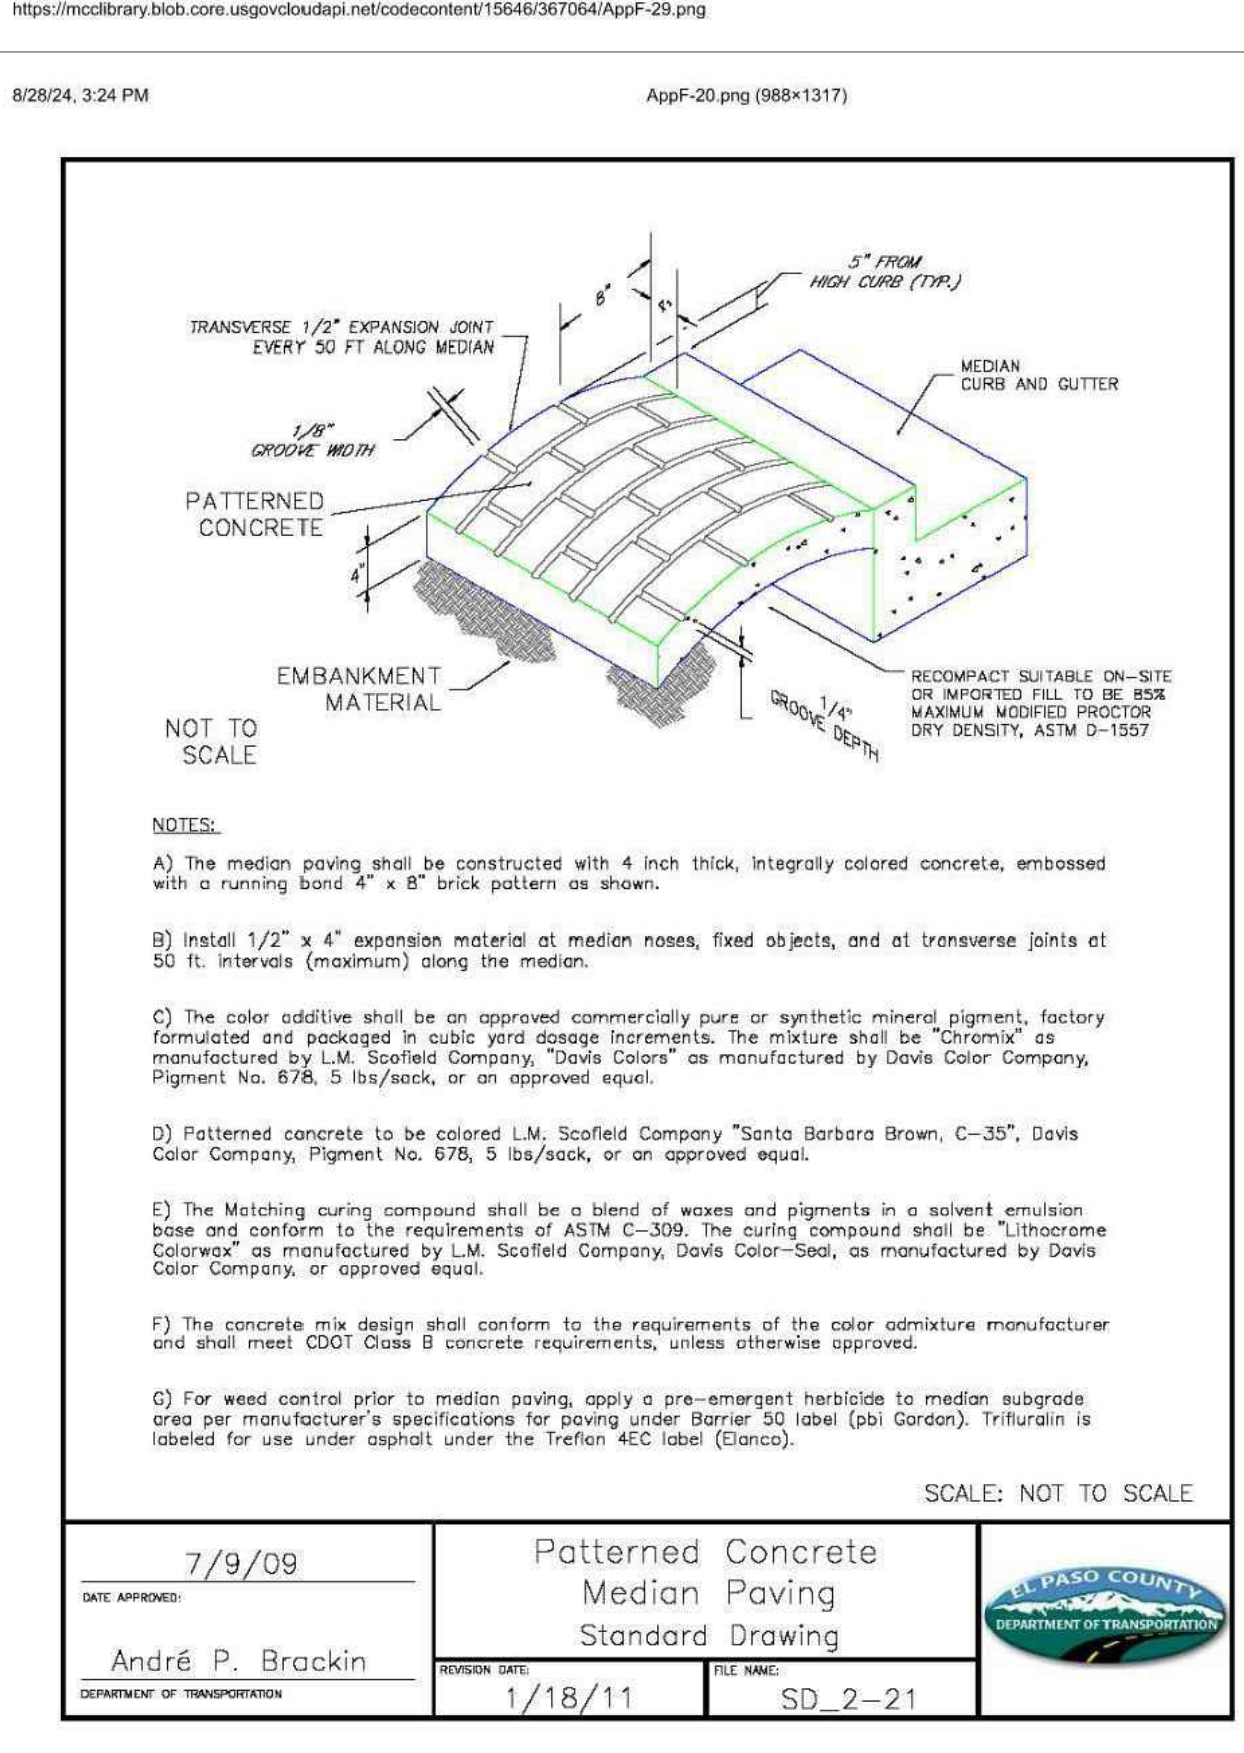 https://mcclibrary.blob.core.usgovcloudapi.net/codecontent/15646/367064/AppF-29.png
8/28/24, 3:24 PM
AppF-20.png (988×1317)
8"
4"
5" FROM
HIGH CURB (TYP.)
TRANSVERSE 1/2" EXPANSION JOINT
EVERY 50 FT ALONG MEDIAN
MEDIAN
CURB AND GUTTER
1/8"
GROOVE WIDTH
PATTERNED
CONCRETE
4"
EMBANKMENT
MATERIAL
NOT TO
SCALE
1/4"
GROOVE DEPTH
RECOMPACT SUITABLE ON-SITE
OR IMPORTED FILL TO BE 85%
MAXIMUM MODIFIED PROCTOR
DRY DENSITY, ASTM D-1557
NOTES:
A) The median paving shall be constructed with 4 inch thick, integrally colored concrete, embossed
with a running bond 4" x 8" brick pattern as shown.
B) Install 1/2" x 4" expansion material at median noses, fixed objects, and at transverse joints at
50 ft. intervals (maximum) along the median.
C) The color additive shall be an approved commercially pure or synthetic mineral pigment, factory
formulated and packaged in cubic yard dosage increments. The mixture shall be "Chromix" as
manufactured by L.M. Scofield Company, "Davis Colors" as manufactured by Davis Color Company,
Pigment No. 678, 5 lbs/sack, or an approved equal.
D) Patterned concrete to be colored L.M. Scofield Company "Santa Barbara Brown, C-35", Davis
Color Company, Pigment No. 678, 5 lbs/sack, or an approved equal.
E) The Matching curing compound shall be a blend of waxes and pigments in a solvent emulsion
base and conform to the requirements of ASTM C-309. The curing compound shall be "Lithocrome
Colorwax" as manufactured by L.M. Scofield Company, Davis Color-Seal, as manufactured by Davis
Color Company, or approved equal.
F) The concrete mix design shall conform to the requirements of the color admixture manufacturer
and shall meet CDOT Class B concrete requirements, unless otherwise approved.
G) For weed control prior to median paving, apply a pre-emergent herbicide to median subgrade
area per manufacturer's specifications for paving under Barrier 50 label (pbi Gordon). Trifluralin is
labeled for use under asphalt under the Treflan 4EC label (Elanco).
SCALE: NOT TO SCALE
7/9/09
DATE APPROVED:
André P. Brackin
DEPARTMENT OF TRANSPORTATION
Patterned Concrete
Median Paving
Standard Drawing
REVISION DATE:
1/18/11
FILE NAME:
SD_2-21
EL PASO COUNTY
DEPARTMENT OF TRANSPORTATION